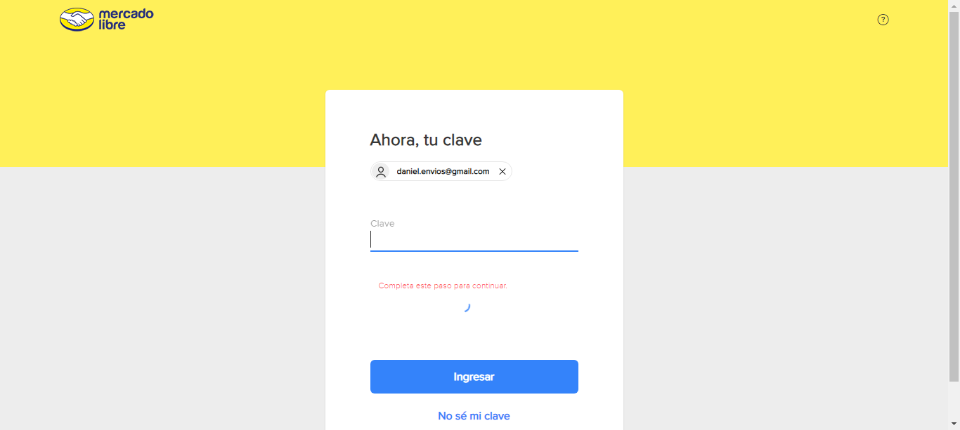 mercado
libre
?
Ahora, tu clave
daniel.envios@gmail.com
Clave
Completa este paso para continuar.
Ingresar
No sé mi clave